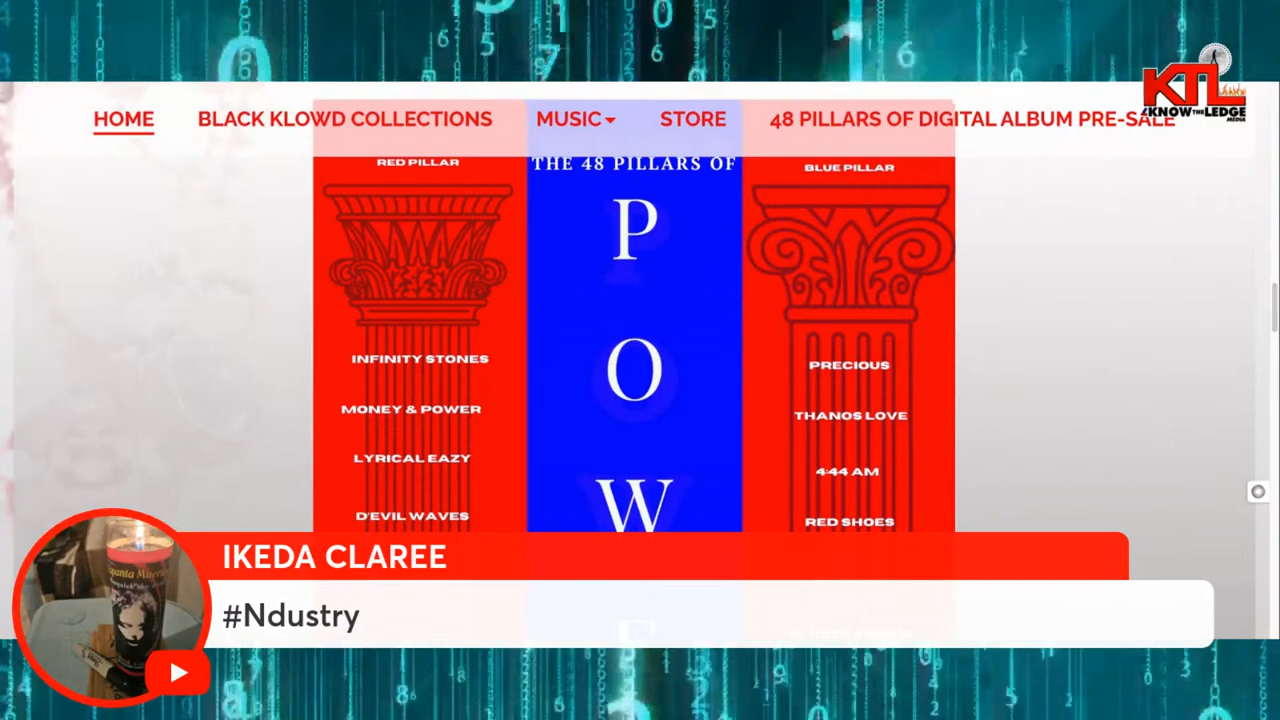 HOME BLACK KLOWD COLLECTIONS MUSIC STORE 48 PILLARS OF DIGITAL ALBUM PRE-SALE
KTL
KNOW THE LEDGE
MEDIA
RED PILLAR
THE 48 PILLARS OF
BLUE PILLAR
P
O
W
INFINITY STONES
MONEY & POWER
LYRICAL EAZY
D'EVIL WAVES
PRECIOUS
THANOS LOVE
4:44 AM
RED SHOES
IKEDA CLAREE
#Ndustry